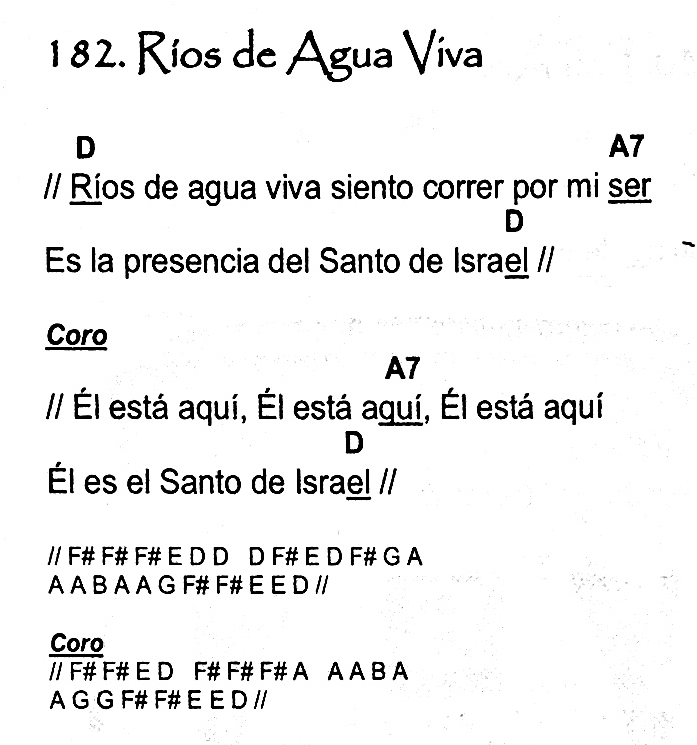 182. Ríos de Agua Viva
D A7
// Ríos de agua viva siento correr por mi ser
D
Es la presencia del Santo de Israel //
Coro
A7
// Él está aquí, Él está aquí, Él está aquí
D
Él es el Santo de Israel //
// F# F# F# E D D D F# E D F# G A
A A B A A G F# F# E E D //
Coro
// F# F# E D F# F# F# A A A B A
A G G F# F# E E D //